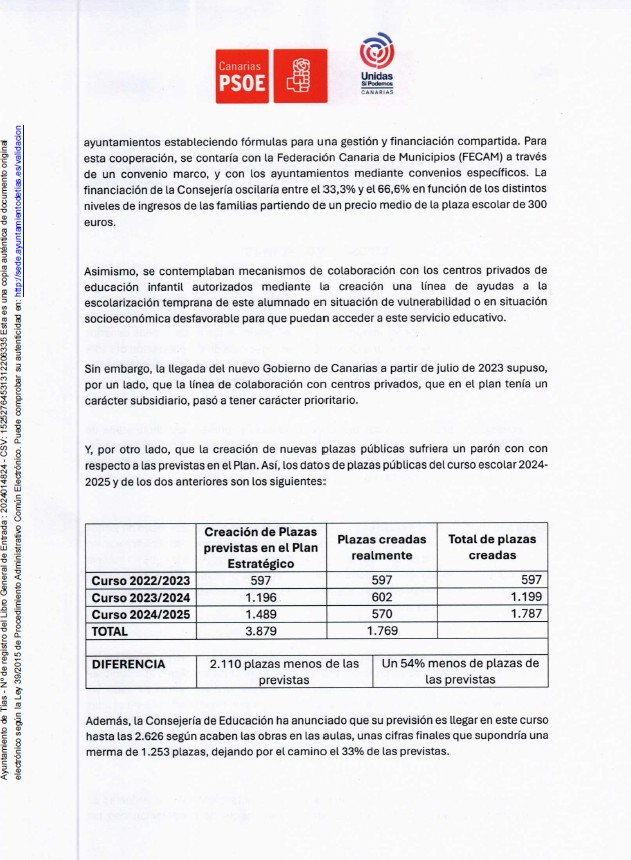 Canarias
PSOE
Unidas
Sí Podemos
CANARIAS
ayuntamientos estableciendo fórmulas para una gestión y financiación compartida. Para
esta cooperación, se contaría con la Federación Canaria de Municipios (FECAM) a través
de un convenio marco, y con los ayuntamientos mediante convenios específicos. La
financiación de la Consejería oscilaría entre el 33,3% y el 66,6% en función de los distintos
niveles de ingresos de las familias partiendo de un precio medio de la plaza escolar de 300
euros.
Asimismo, se contemplaban mecanismos de colaboración con los centros privados de
educación infantil autorizados mediante la creación una línea de ayudas a la
escolarización temprana de este alumnado en situación de vulnerabilidad o en situación
socioeconómica desfavorable para que puedan acceder a este servicio educativo.
Sin embargo, la llegada del nuevo Gobierno de Canarias a partir de julio de 2023 supuso,
por un lado, que la línea de colaboración con centros privados, que en el plan tenía un
carácter subsidiario, pasó a tener carácter prioritario.
Y, por otro lado, que la creación de nuevas plazas públicas sufriera un parón con con
respecto a las previstas en el Plan. Así, los datos de plazas públicas del curso escolar 2024-
2025 y de los dos anteriores son los siguientes:
Creación de Plazas previstas en el Plan Estratégico Plazas creadas realmente Total de plazas creadas
Curso 2022/2023 597 597 597
Curso 2023/2024 1.196 602 1.199
Curso 2024/2025 1.489 570 1.787
TOTAL 3.879 1.769
DIFERENCIA 2.110 plazas menos de las previstas Un 54% menos de plazas de las previstas
Además, la Consejería de Educación ha anunciado que su previsión es llegar en este curso
hasta las 2.626 según acaben las obras en las aulas, unas cifras finales que supondría una
merma de 1.253 plazas, dejando por el camino el 33% de las previstas.
Ayuntamiento de Tías - Nº de registro del Libro General de Entrada : 2024014824 - CSV: 15252764531312206335 Esta es una copia auténtica de documento original
electrónico según la Ley 39/2015 de Procedimiento Administrativo Común Electrónico. Puede comprobar su autenticidad en: http://sede.ayuntamientodetias.es/validacion